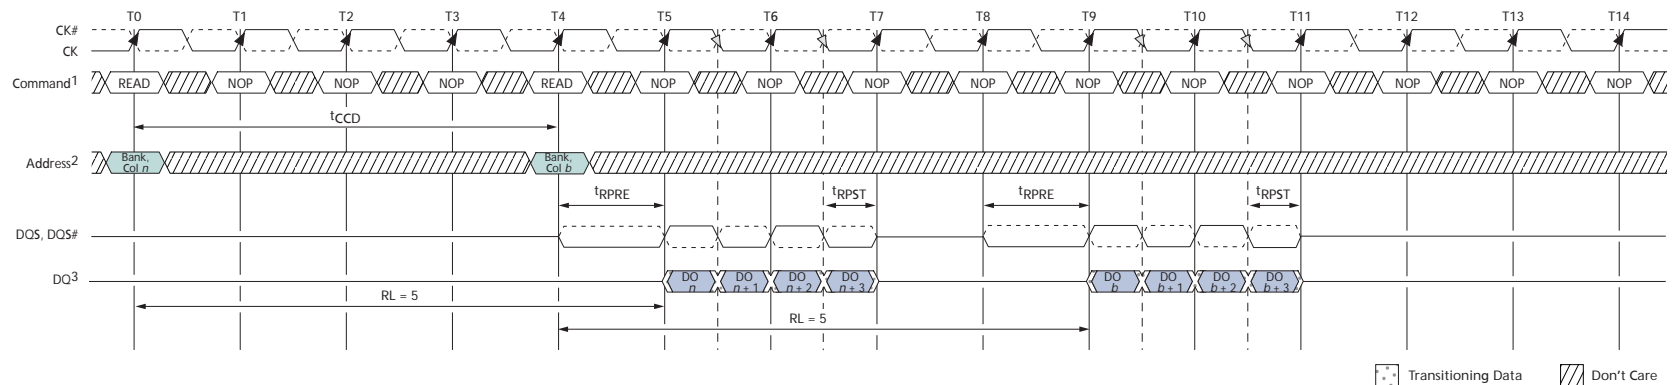 T0 T1 T2 T3 T4 T5 T6 T7 T8 T9 T10 T11 T12 T13 T14
CK#
CK
Command1 READ NOP NOP NOP READ NOP NOP NOP NOP NOP NOP NOP NOP NOP NOP
tCCD
Address2 Bank, Col n Bank, Col b
tRPRE tRPST tRPRE tRPST
DQS, DQS#
DQ3 DO n DO n + 1 DO n + 2 DO n + 3 DO b DO b + 1 DO b + 2 DO b + 3
RL = 5
RL = 5
Transitioning Data Don't Care